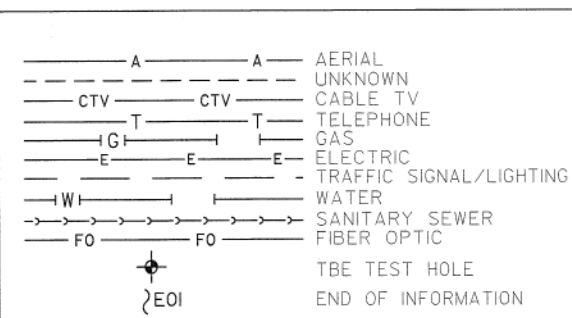 A A AERIAL
UNKNOWN
CTV CTV CABLE TV
T T TELEPHONE
G GAS
E E E ELECTRIC
TRAFFIC SIGNAL/LIGHTING
W WATER
SANITARY SEWER
FO FO FIBER OPTIC
TBE TEST HOLE
EOI END OF INFORMATION